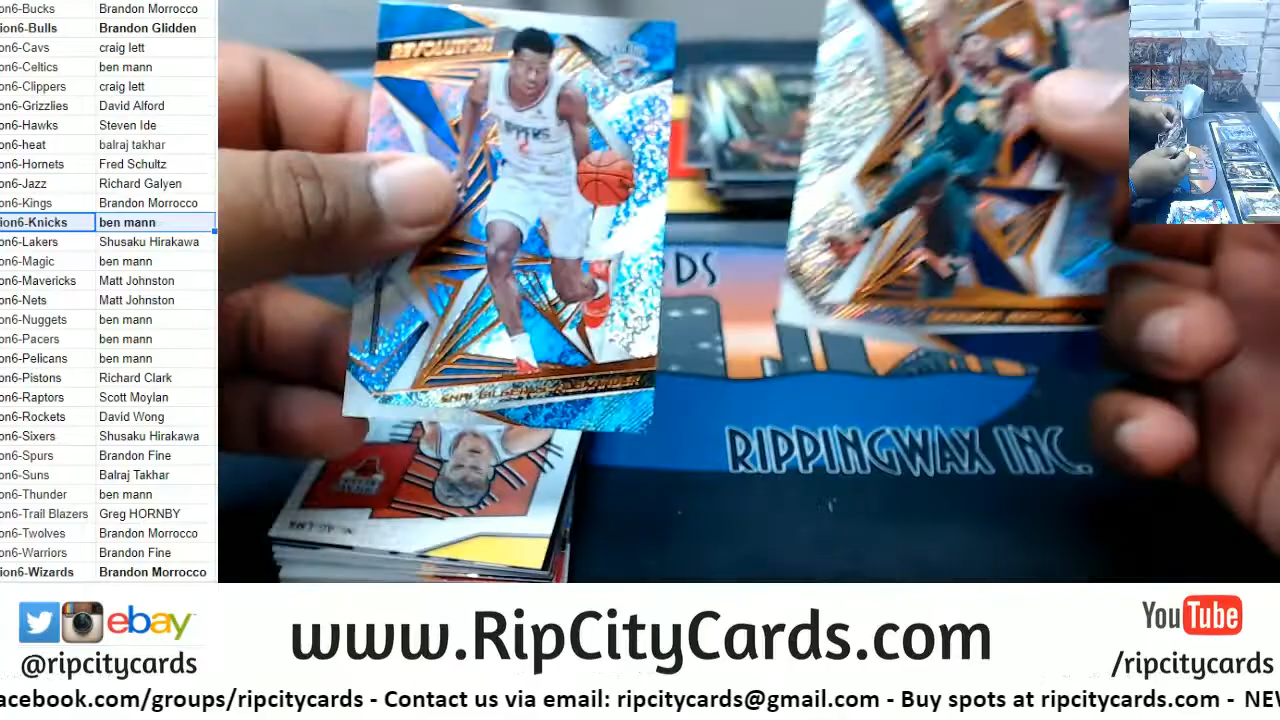 on6-Bucks Brandon Morrocco
ion6-Bulls Brandon Glidden
on6-Cavs craig lett
on6-Celtics ben mann
on6-Clippers craig lett
on6-Grizzlies David Alford
on6-Hawks Steven Ide
on6-heat balraj takhar
on6-Hornets Fred Schultz
on6-Jazz Richard Galyen
on6-Kings Brandon Morrocco
ion6-Knicks ben mann
on6-Lakers Shusaku Hirakawa
on6-Magic ben mann
on6-Mavericks Matt Johnston
on6-Nets Matt Johnston
on6-Nuggets ben mann
on6-Pacers ben mann
on6-Pelicans ben mann
on6-Pistons Richard Clark
on6-Raptors Scott Moylan
on6-Rockets David Wong
on6-Sixers Shusaku Hirakawa
on6-Spurs Brandon Fine
on6-Suns Balraj Takhar
on6-Thunder ben mann
on6-Trail Blazers Greg HORNBY
on6-Twolves Brandon Morrocco
on6-Warriors Brandon Fine
ion6-Wizards Brandon Morrocco
REVOLUTION
CLIPPERS
2
SHAI GILGEOUS-ALEXANDER
RDS
RIPPINGWAX INC.
ebay
@ripcitycards
www.RipCityCards.com
YouTube
/ripcitycards
acebook.com/groups/ripcitycards - Contact us via email: ripcitycards@gmail.com - Buy spots at ripcitycards.com - NEW